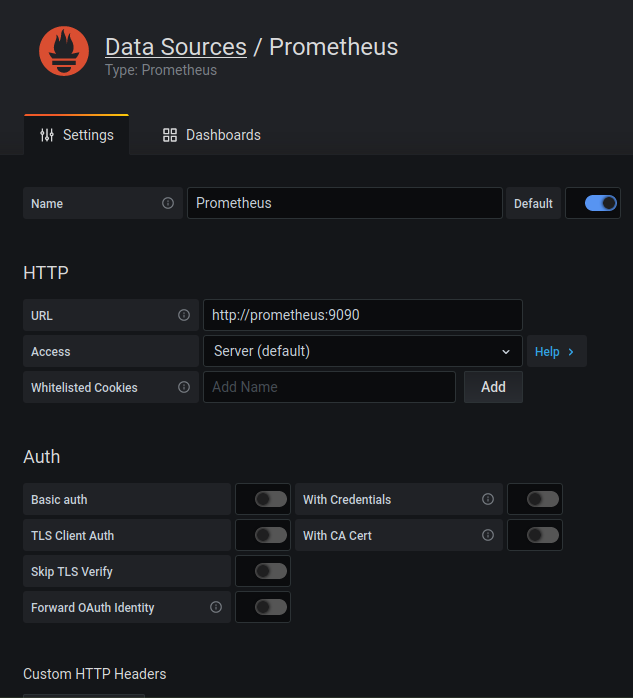 Data Sources / Prometheus
Type: Prometheus
Settings
Dashboards
Name
Prometheus
Default
HTTP
URL
http://prometheus:9090
Access
Server (default)
Help
Whitelisted Cookies
Add Name
Add
Auth
Basic auth
With Credentials
TLS Client Auth
With CA Cert
Skip TLS Verify
Forward OAuth Identity
Custom HTTP Headers